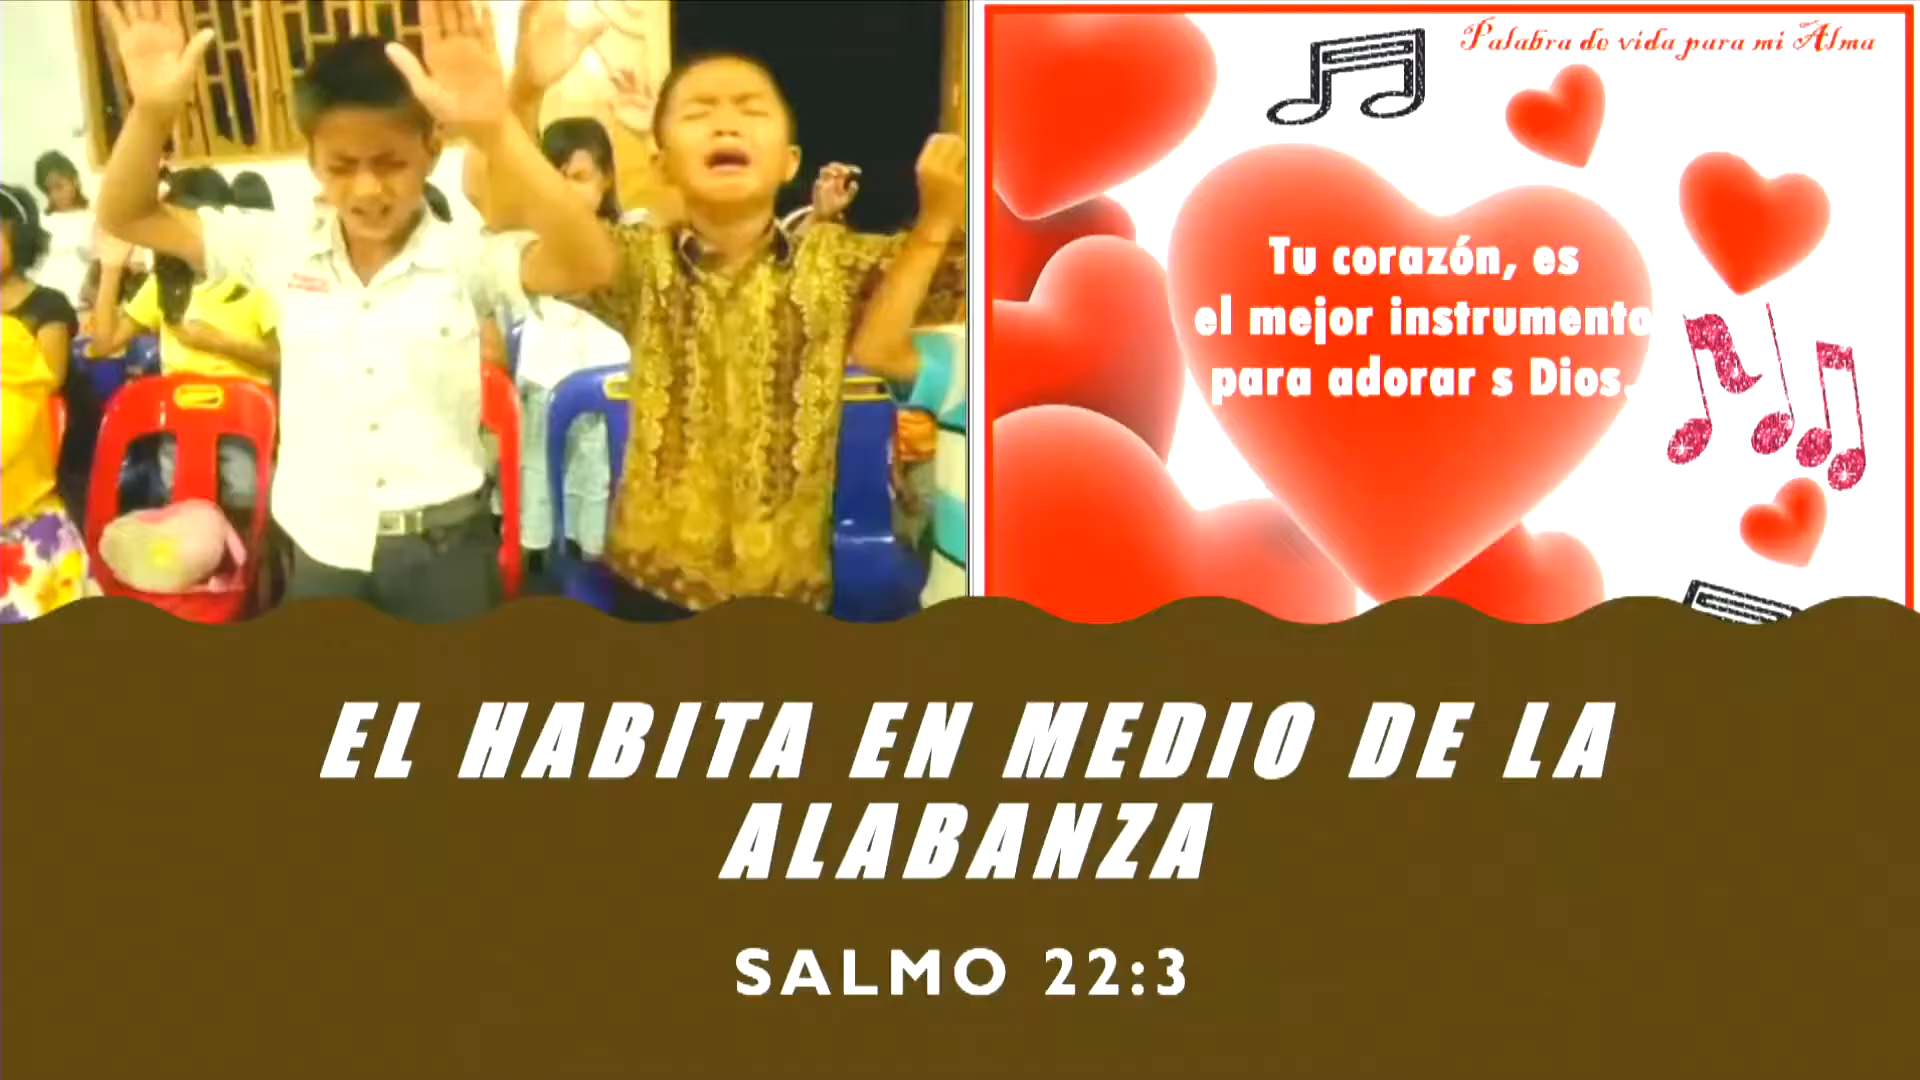 Palabra de vida para mi Alma
Tu corazón, es
el mejor instrumento
para adorar s Dios.
EL HABITA EN MEDIO DE LA
ALABANZA
SALMO 22:3